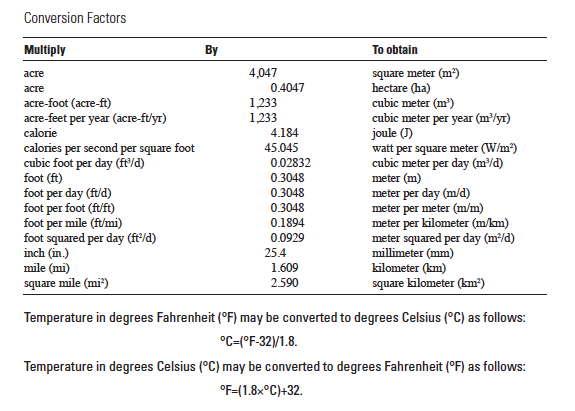 Conversion Factors
Multiply By To obtain
acre 4,047 square meter (m²)
acre 0.4047 hectare (ha)
acre-foot (acre-ft) 1,233 cubic meter (m³)
acre-feet per year (acre-ft/yr) 1,233 cubic meter per year (m³/yr)
calorie 4.184 joule (J)
calories per second per square foot 45.045 watt per square meter (W/m²)
cubic foot per day (ft³/d) 0.02832 cubic meter per day (m³/d)
foot (ft) 0.3048 meter (m)
foot per day (ft/d) 0.3048 meter per day (m/d)
foot per foot (ft/ft) 0.3048 meter per meter (m/m)
foot per mile (ft/mi) 0.1894 meter per kilometer (m/km)
foot squared per day (ft²/d) 0.0929 meter squared per day (m²/d)
inch (in.) 25.4 millimeter (mm)
mile (mi) 1.609 kilometer (km)
square mile (mi²) 2.590 square kilometer (km²)
Temperature in degrees Fahrenheit (°F) may be converted to degrees Celsius (°C) as follows:
°C=(°F-32)/1.8.
Temperature in degrees Celsius (°C) may be converted to degrees Fahrenheit (°F) as follows:
°F=(1.8×°C)+32.